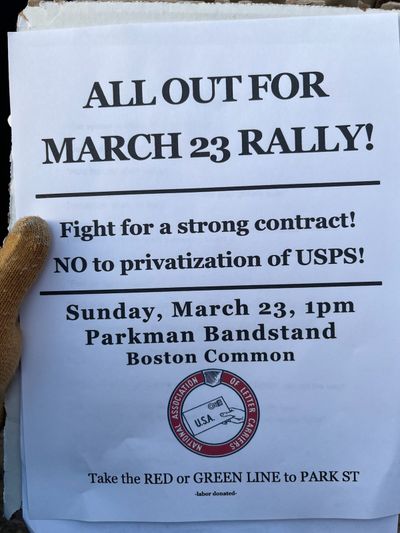 ALL OUT FOR
MARCH 23 RALLY!
Fight for a strong contract!
NO to privatization of USPS!
Sunday, March 23, 1pm
Parkman Bandstand
Boston Common
NATIONAL ASSOCIATION OF LETTER CARRIERS
U.S.A.
Take the RED or GREEN LINE to PARK ST
-labor donated-